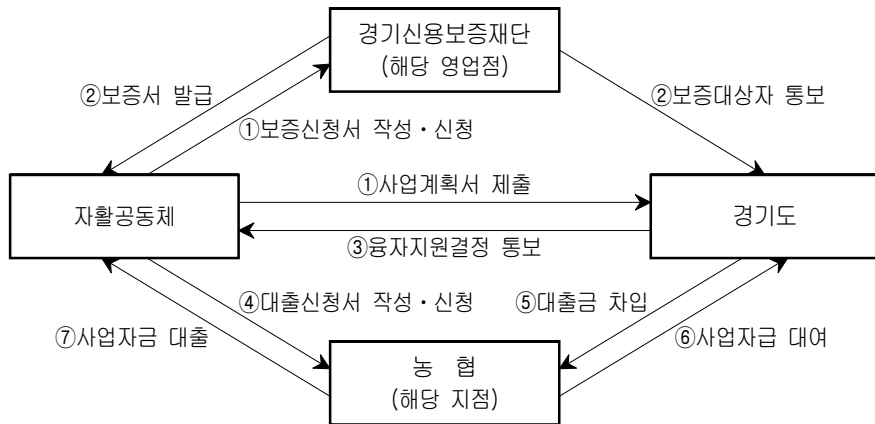 경기신용보증재단
(해당 영업점)
②보증서 발급
②보증대상자 통보
①보증신청서 작성·신청
①사업계획서 제출
자활공동체
경기도
③융자지원결정 통보
④대출신청서 작성·신청
⑤대출금 차입
⑦사업자금 대출
⑥사업자급 대여
농 협
(해당 지점)